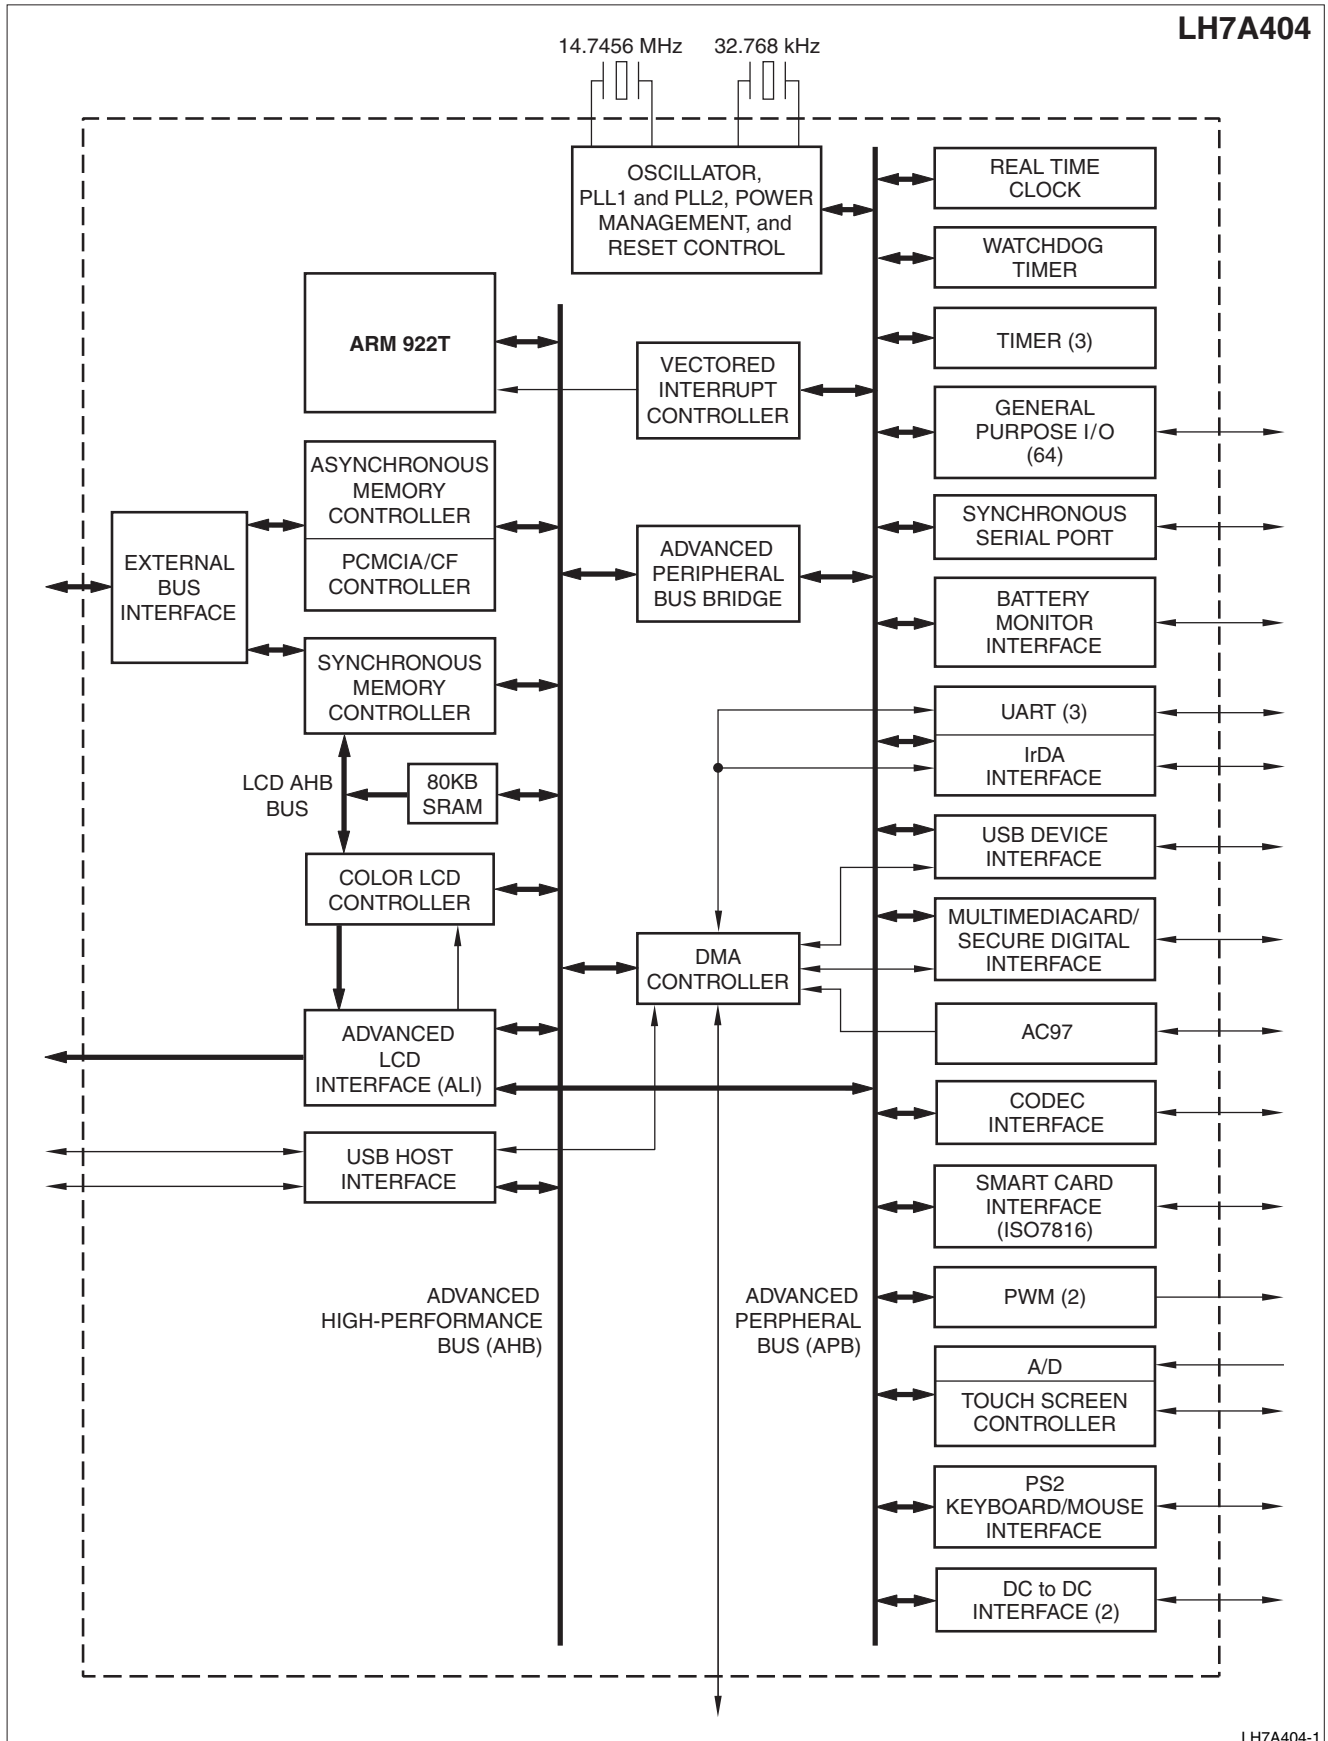 LH7A404
14.7456 MHz
32.768 kHz
OSCILLATOR,
PLL1 and PLL2, POWER
MANAGEMENT, and
RESET CONTROL
REAL TIME
CLOCK
WATCHDOG
TIMER
TIMER (3)
ARM 922T
VECTORED
INTERRUPT
CONTROLLER
GENERAL
PURPOSE I/O
(64)
ASYNCHRONOUS
MEMORY
CONTROLLER
PCMCIA/CF
CONTROLLER
SYNCHRONOUS
SERIAL PORT
EXTERNAL
BUS
INTERFACE
ADVANCED
PERIPHERAL
BUS BRIDGE
BATTERY
MONITOR
INTERFACE
SYNCHRONOUS
MEMORY
CONTROLLER
UART (3)
IrDA
INTERFACE
LCD AHB
BUS
80KB
SRAM
USB DEVICE
INTERFACE
COLOR LCD
CONTROLLER
MULTIMEDIACARD/
SECURE DIGITAL
INTERFACE
DMA
CONTROLLER
ADVANCED
LCD
INTERFACE (ALI)
AC97
CODEC
INTERFACE
USB HOST
INTERFACE
SMART CARD
INTERFACE
(ISO7816)
ADVANCED
HIGH-PERFORMANCE
BUS (AHB)
ADVANCED
PERPHERAL
BUS (APB)
PWM (2)
A/D
TOUCH SCREEN
CONTROLLER
PS2
KEYBOARD/MOUSE
INTERFACE
DC to DC
INTERFACE (2)
LH7A404-1